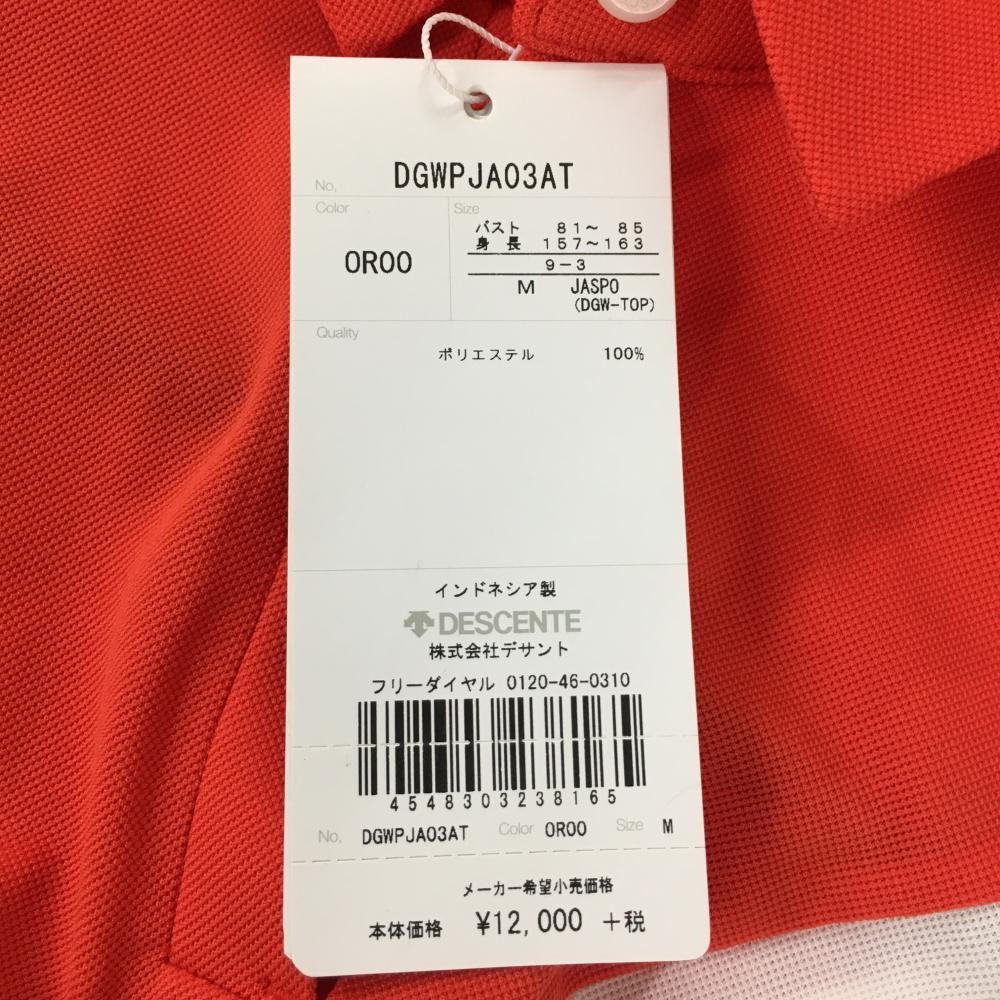 No, DGWPJA03AT
Color
0R00
Size
バスト 81～ 85
身 長 157～163
9－3
M JASPO
(DGW-TOP)
Quality
ポリエステル 100%
インドネシア製
DESCENTE
株式会社デサント
フリーダイヤル 0120-46-0310
4548303238165
No, DGWPJA03AT Color 0R00 Size M
メーカー希望小売価格
本体価格 ¥12,000 +税